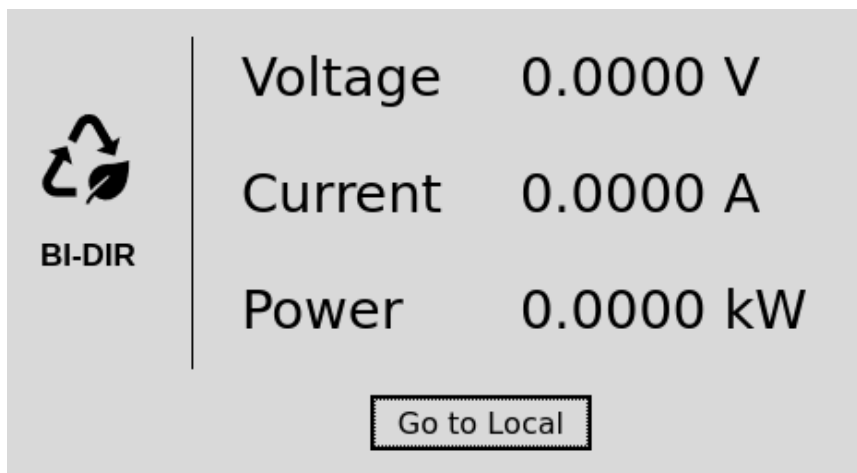 Voltage 0.0000 V
Current 0.0000 A
BI-DIR
Power 0.0000 kW
Go to Local